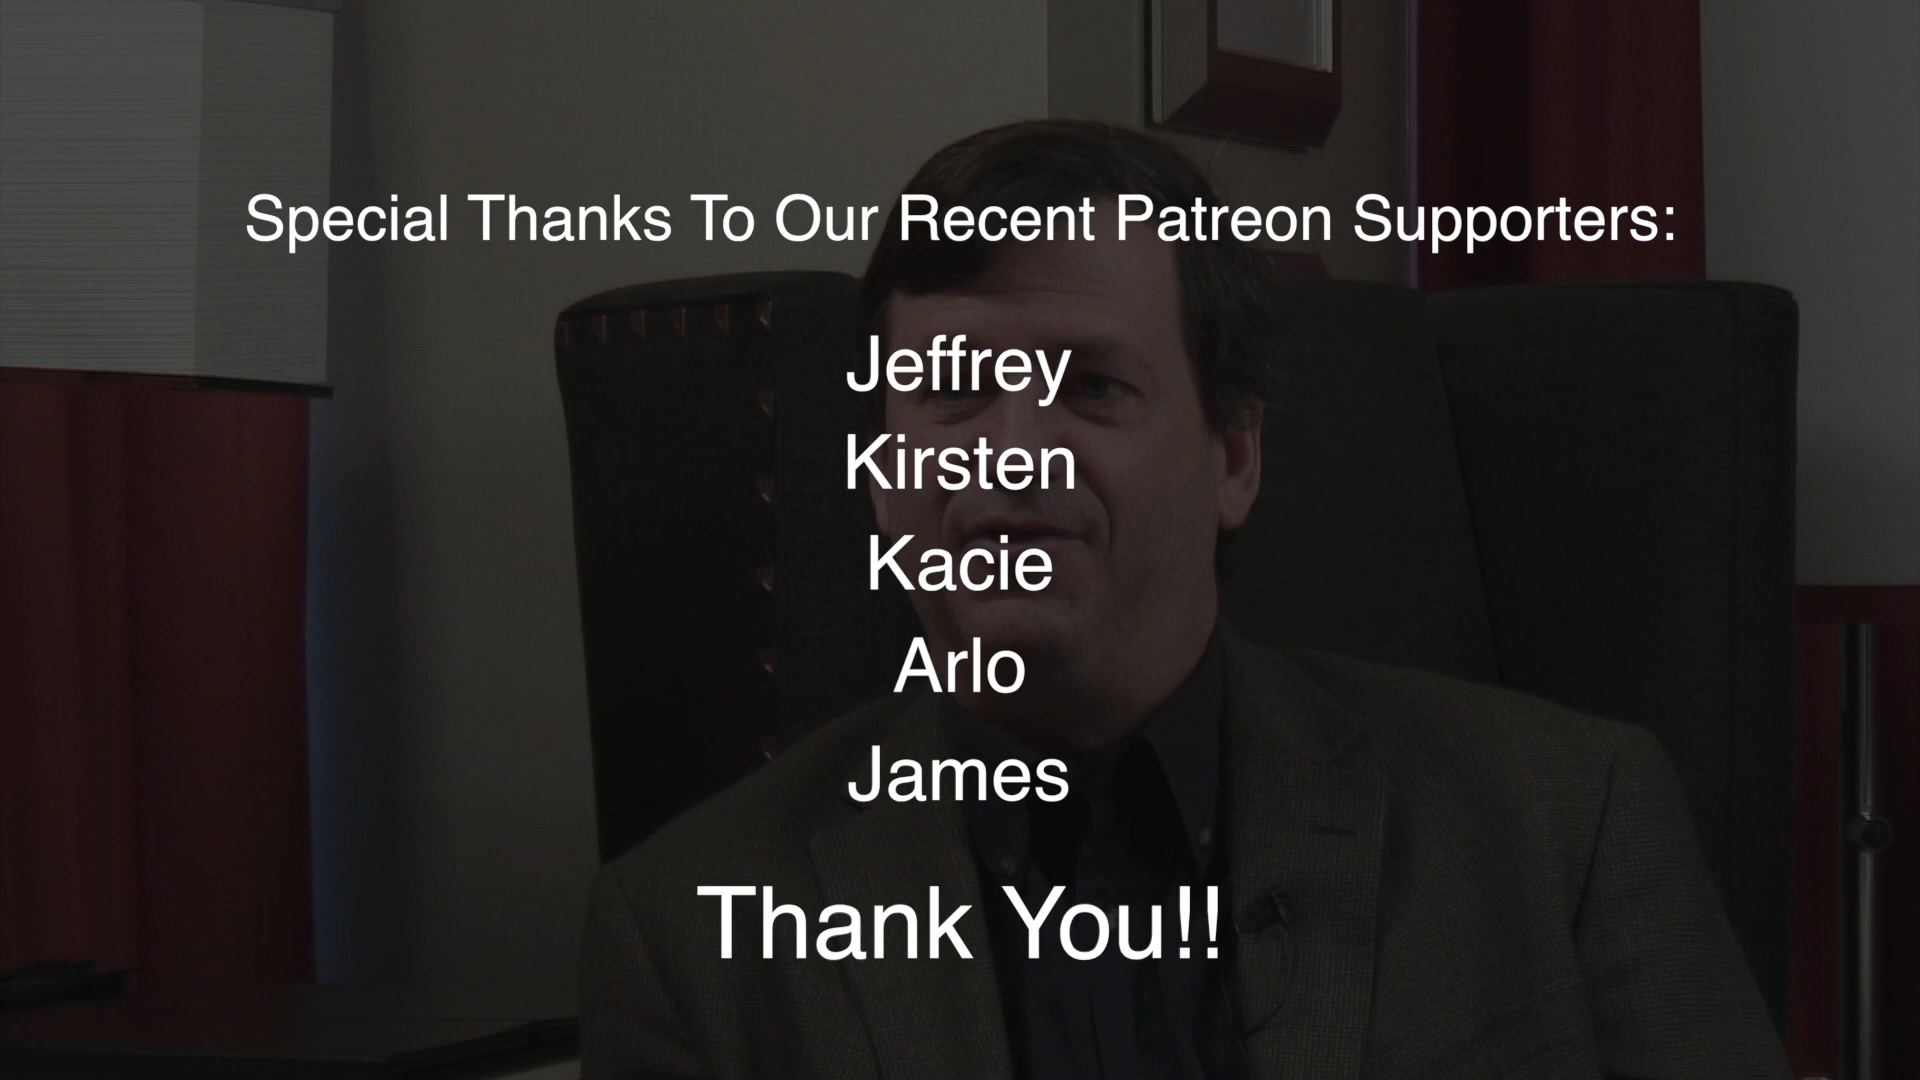 Special Thanks To Our Recent Patreon Supporters:
Jeffrey
Kirsten
Kacie
Arlo
James
Thank You!!